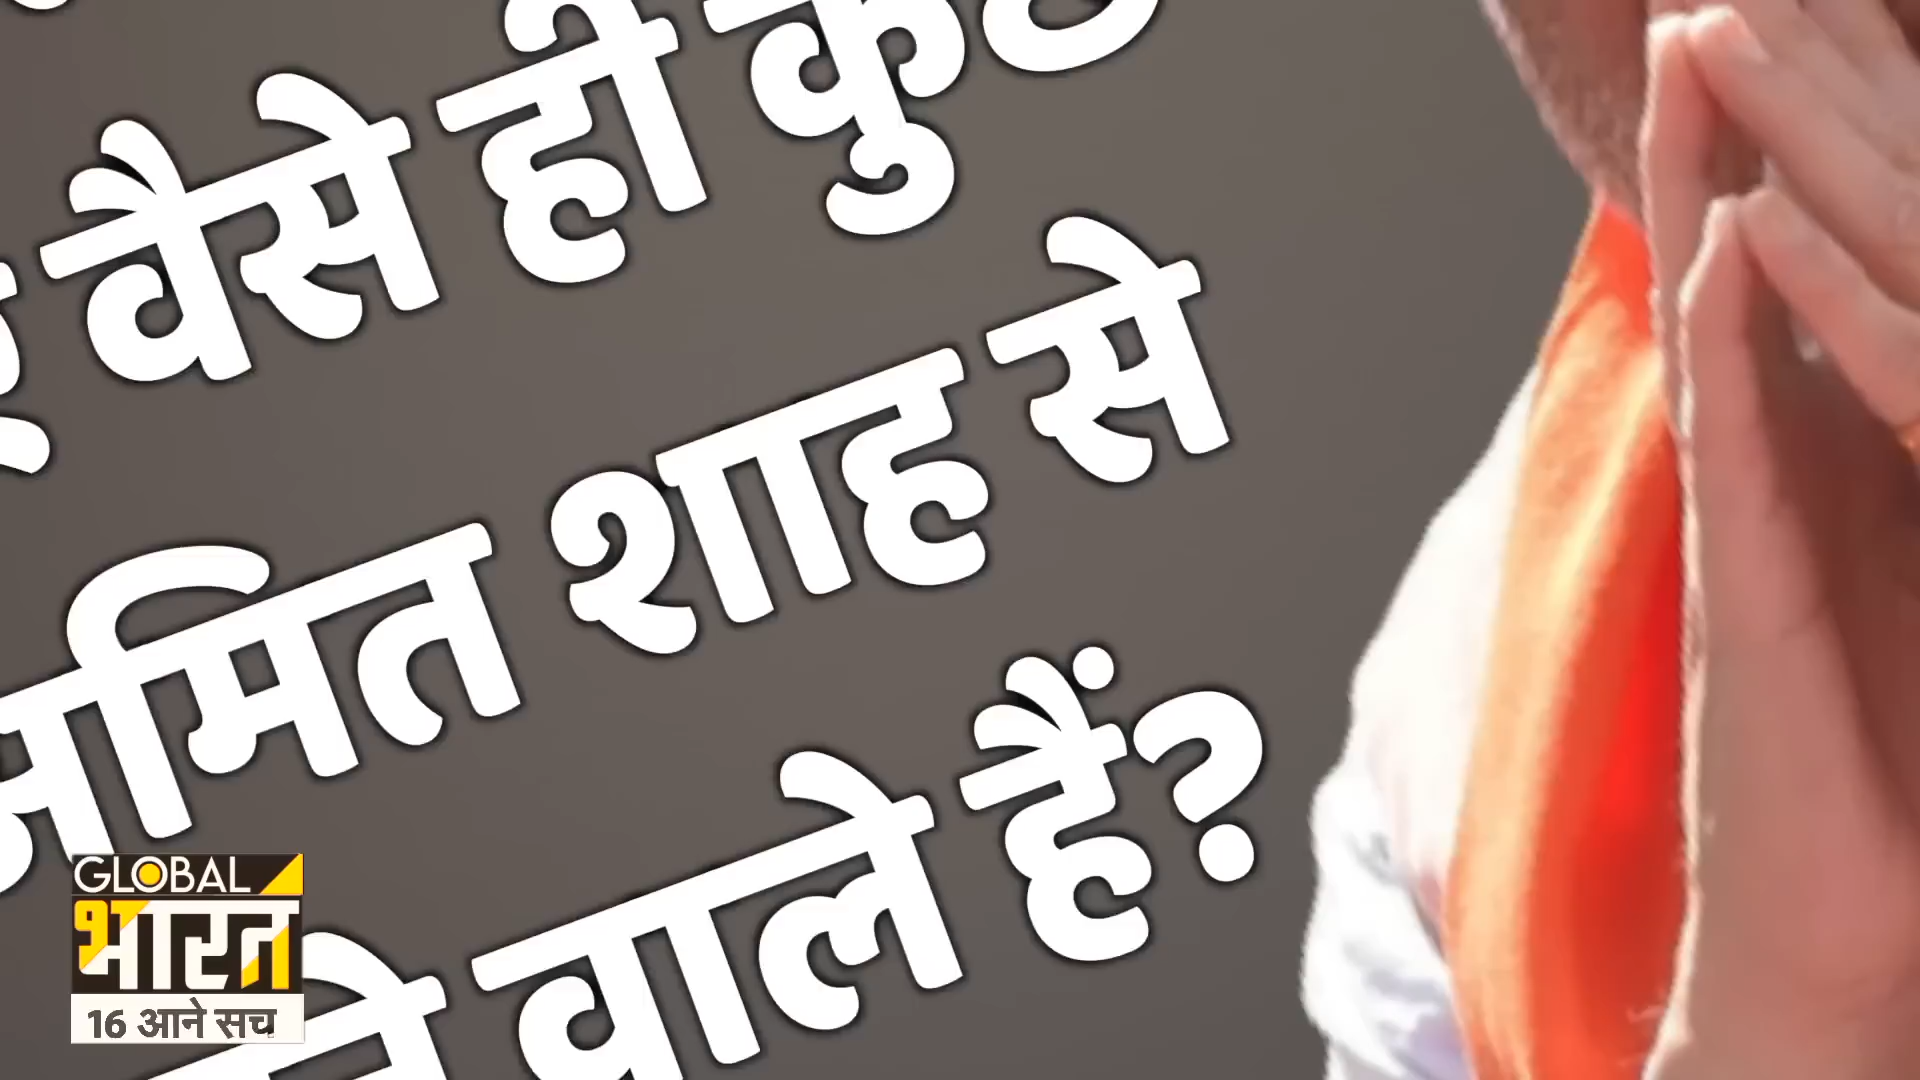 वैसे ही कुछ
अमित शाह से
वाले हैं?
GLOBAL
भारत
16 आने सच